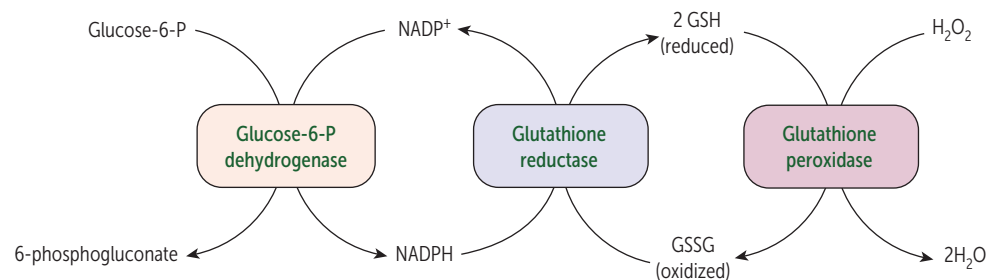 Glucose-6-P
NADP⁺
2 GSH
(reduced)
H₂O₂
Glucose-6-P
dehydrogenase
Glutathione
reductase
Glutathione
peroxidase
6-phosphogluconate
NADPH
GSSG
(oxidized)
2H₂O